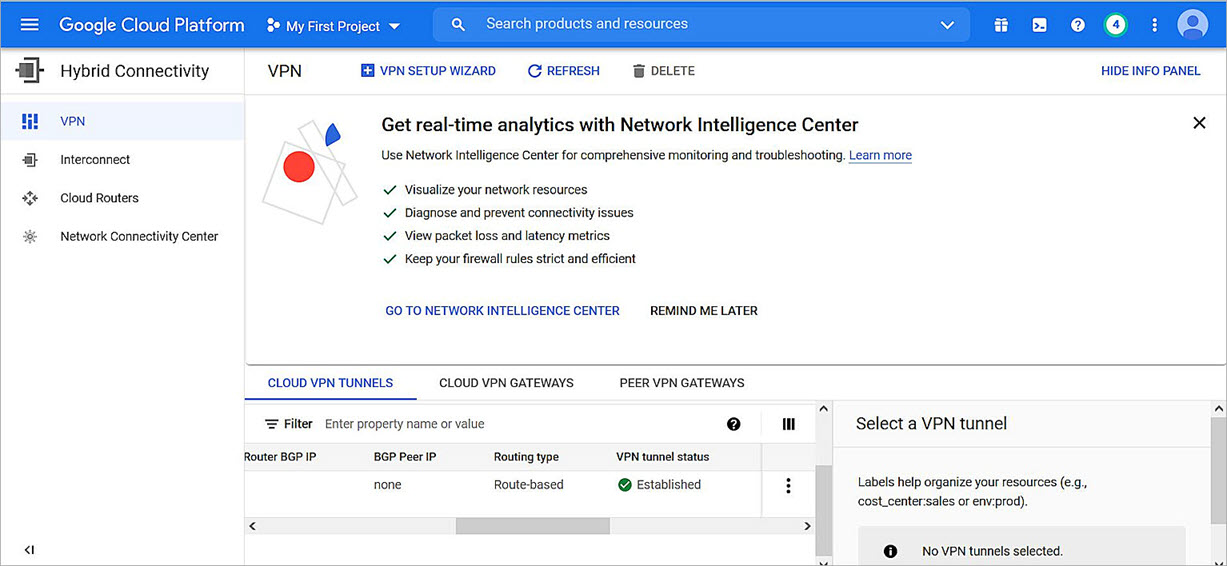 Google Cloud Platform
My First Project
Search products and resources
4
Hybrid Connectivity
VPN
VPN SETUP WIZARD
REFRESH
DELETE
HIDE INFO PANEL
VPN
Interconnect
Cloud Routers
Network Connectivity Center
Get real-time analytics with Network Intelligence Center
Use Network Intelligence Center for comprehensive monitoring and troubleshooting. Learn more
Visualize your network resources
Diagnose and prevent connectivity issues
View packet loss and latency metrics
Keep your firewall rules strict and efficient
GO TO NETWORK INTELLIGENCE CENTER
REMIND ME LATER
CLOUD VPN TUNNELS
CLOUD VPN GATEWAYS
PEER VPN GATEWAYS
Filter
Enter property name or value
Router BGP IP
BGP Peer IP
Routing type
VPN tunnel status
none
Route-based
Established
Select a VPN tunnel
Labels help organize your resources (e.g.,
cost_center:sales or env:prod).
No VPN tunnels selected.